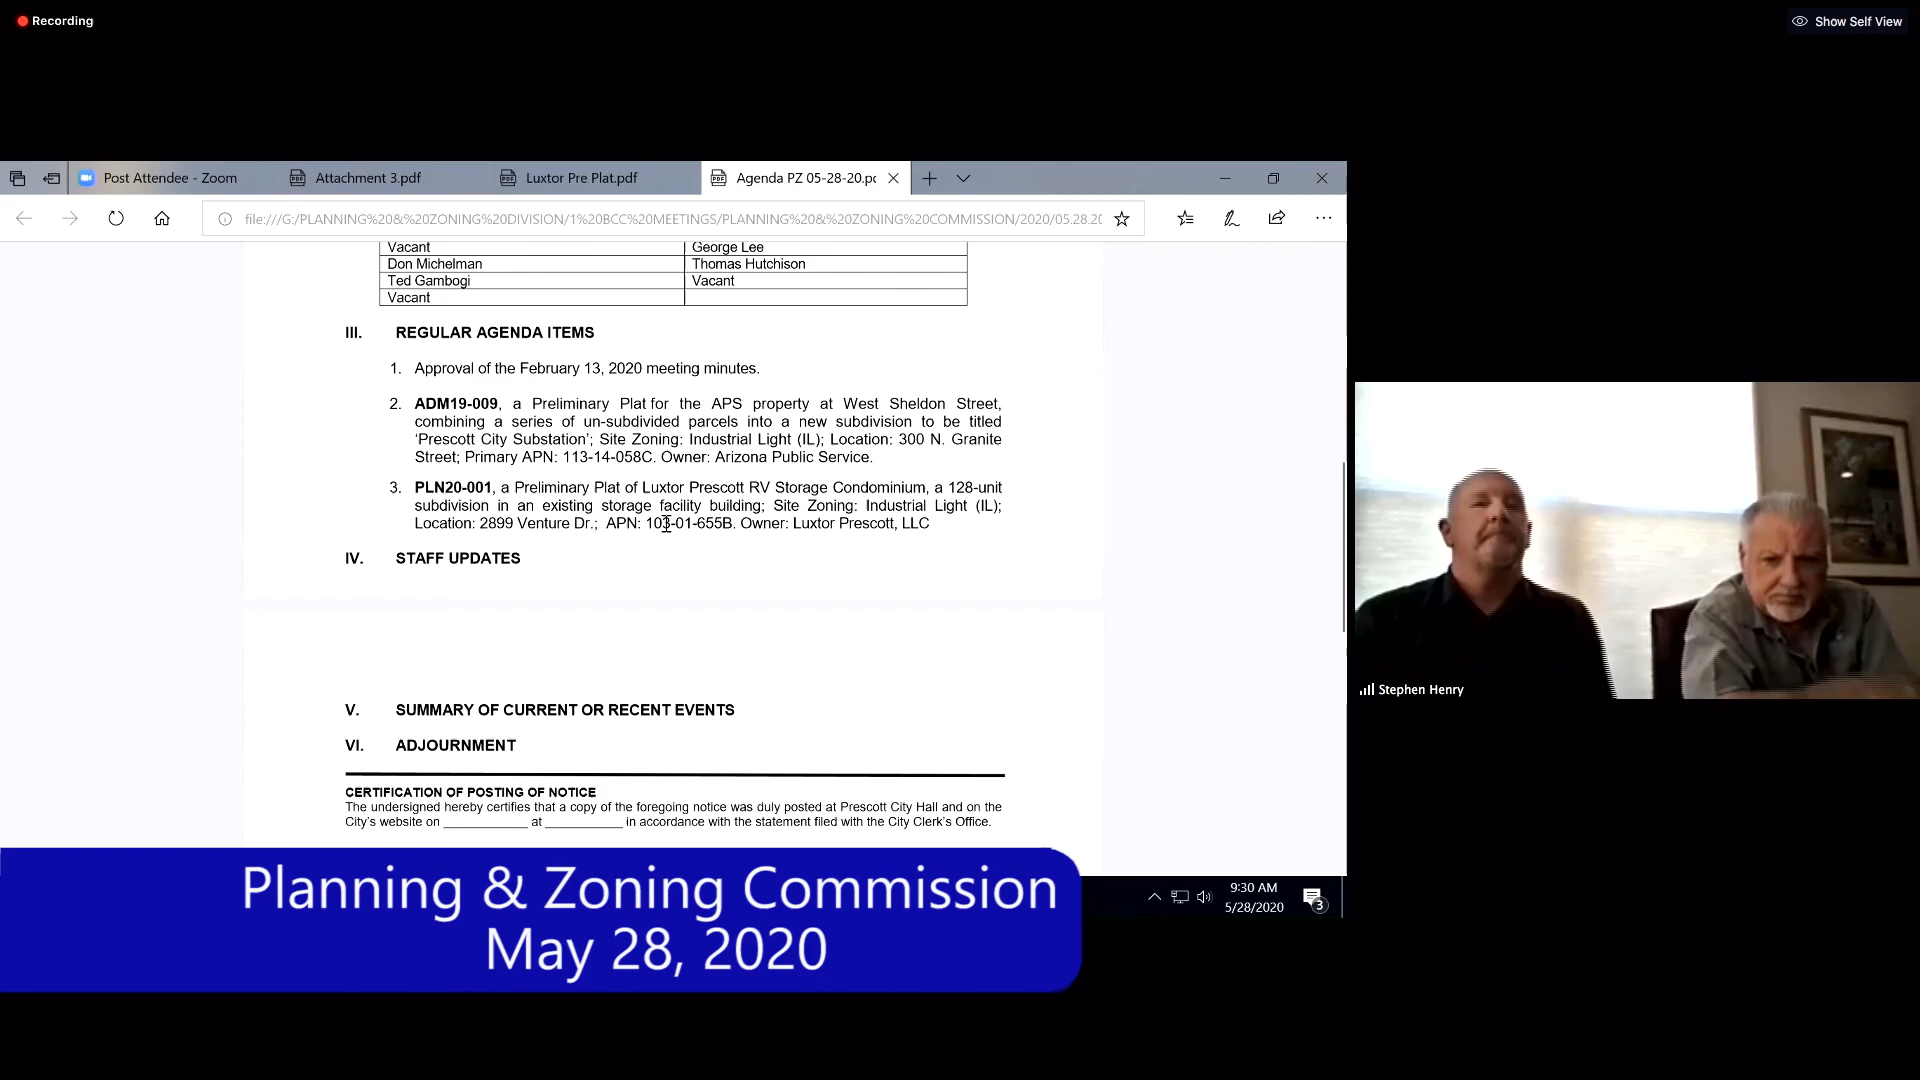 Recording
Show Self View
Post Attendee - Zoom
Attachment 3.pdf
Luxtor Pre Plat.pdf
Agenda PZ 05-28-20.pc
file:///G:/PLANNING%20&%20ZONING%20DIVISION/1%20BCC%20MEETINGS/PLANNING%20&%20ZONING%20COMMISSION/2020/05.28.20
Vacant George Lee
Don Michelman Thomas Hutchison
Ted Gambogi Vacant
Vacant
III. REGULAR AGENDA ITEMS
1. Approval of the February 13, 2020 meeting minutes.
2. ADM19-009, a Preliminary Plat for the APS property at West Sheldon Street,
combining a series of un-subdivided parcels into a new subdivision to be titled
‘Prescott City Substation’; Site Zoning: Industrial Light (IL); Location: 300 N. Granite
Street; Primary APN: 113-14-058C. Owner: Arizona Public Service.
3. PLN20-001, a Preliminary Plat of Luxtor Prescott RV Storage Condominium, a 128-unit
subdivision in an existing storage facility building; Site Zoning: Industrial Light (IL);
Location: 2899 Venture Dr.; APN: 103-01-655B. Owner: Luxtor Prescott, LLC
IV. STAFF UPDATES
V. SUMMARY OF CURRENT OR RECENT EVENTS
VI. ADJOURNMENT
CERTIFICATION OF POSTING OF NOTICE
The undersigned hereby certifies that a copy of the foregoing notice was duly posted at Prescott City Hall and on the
City's website on ____________ at ___________ in accordance with the statement filed with the City Clerk's Office.
Stephen Henry
9:30 AM
5/28/2020
3
Planning & Zoning Commission
May 28, 2020